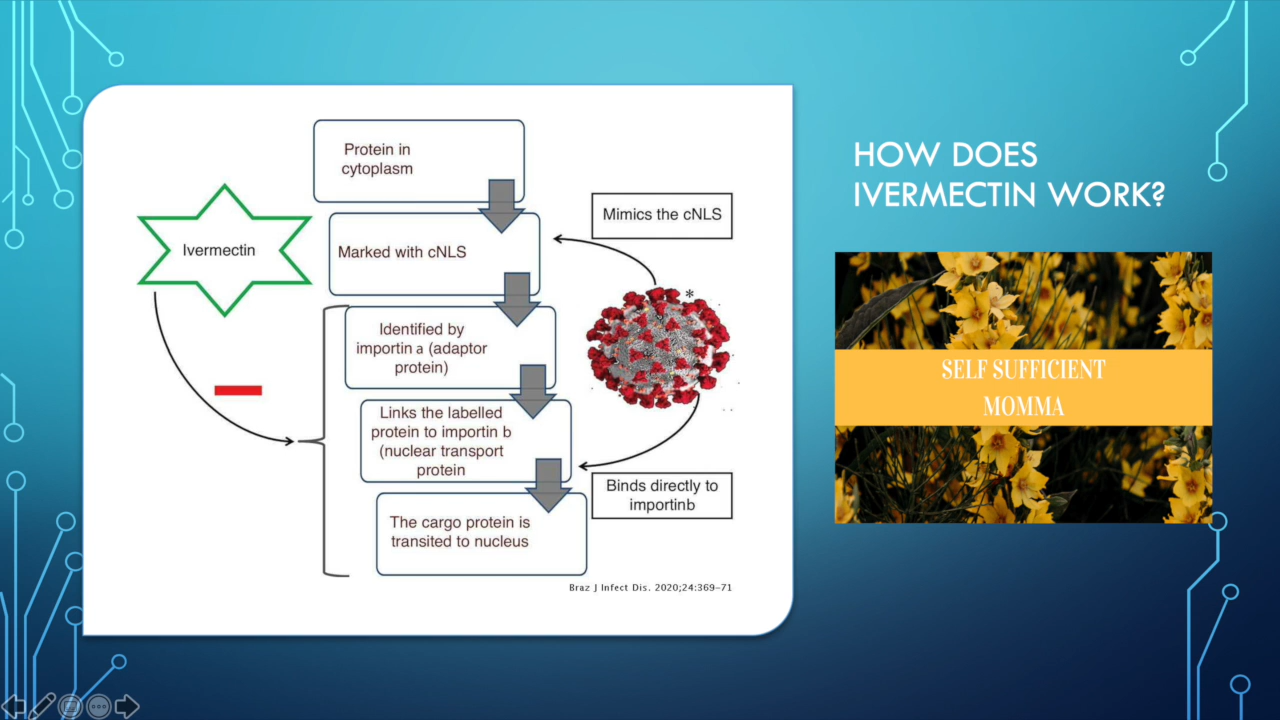 HOW DOES
IVERMECTIN WORK?
Protein in
cytoplasm
Ivermectin
Marked with cNLS
Mimics the cNLS
*
Identified by
importin a (adaptor
protein)
Links the labelled
protein to importin b
(nuclear transport
protein
Binds directly to
importinb
The cargo protein is
transited to nucleus
Braz J Infect Dis. 2020;24:369–71
SELF SUFFICIENT
MOMMA